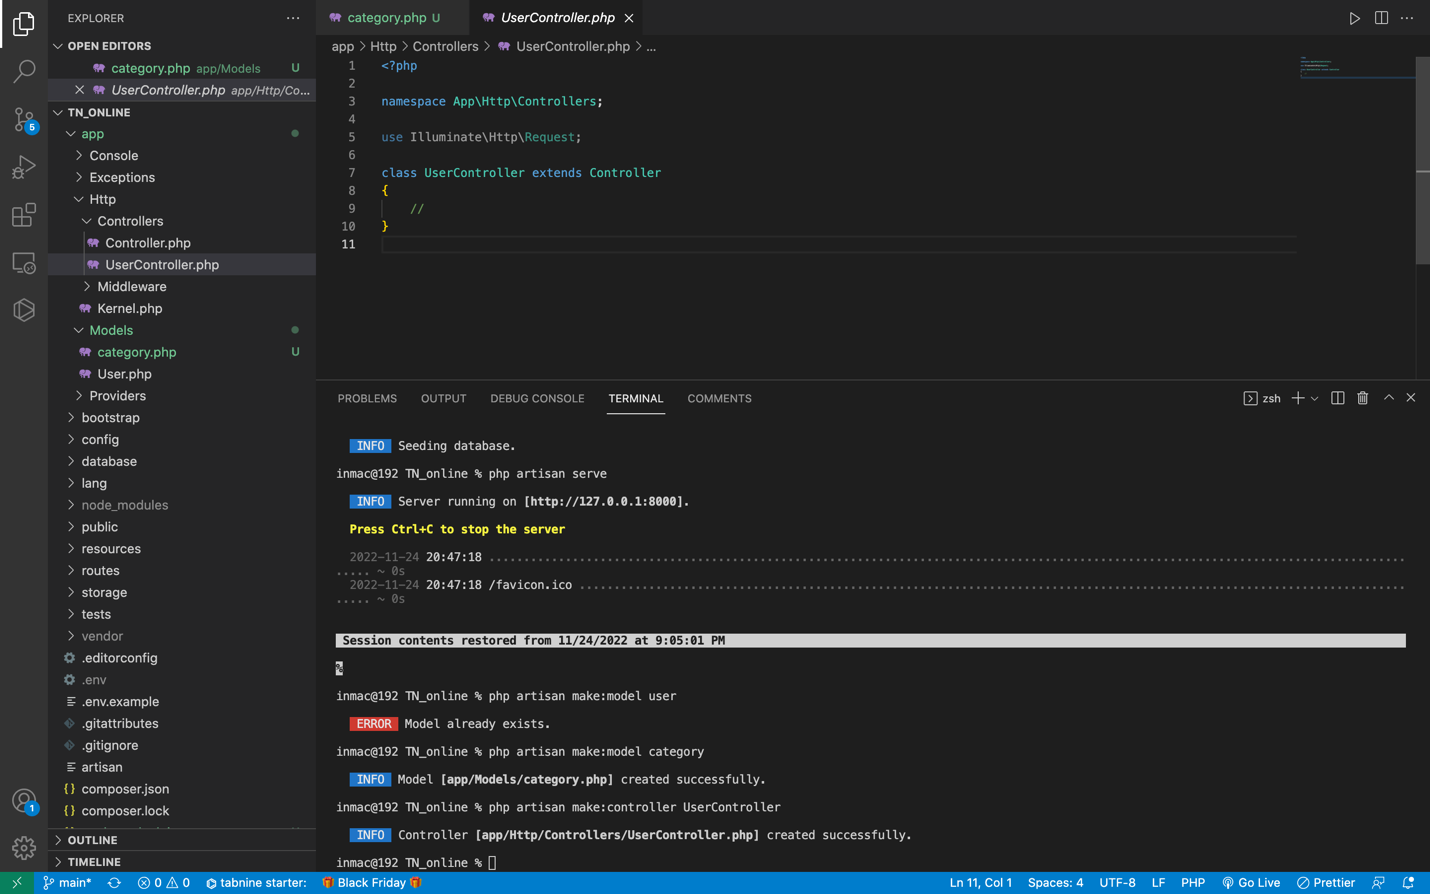 EXPLORER
OPEN EDITORS
category.php app/Models U
UserController.php app/Http/Co...
TN_ONLINE
app
Console
Exceptions
Http
Controllers
Controller.php
UserController.php
Middleware
Kernel.php
Models
category.php U
User.php
Providers
bootstrap
config
database
lang
node_modules
public
resources
routes
storage
tests
vendor
.editorconfig
.env
.env.example
.gitattributes
.gitignore
artisan
{} composer.json
{} composer.lock
OUTLINE
TIMELINE
5
1
category.php U
UserController.php
app > Http > Controllers > UserController.php > ...
1 <?php
2
3 namespace App\Http\Controllers;
4
5 use Illuminate\Http\Request;
6
7 class UserController extends Controller
8 {
9 //
10 }
11
PROBLEMS OUTPUT DEBUG CONSOLE TERMINAL COMMENTS
zsh
INFO Seeding database.
inmac@192 TN_online % php artisan serve
INFO Server running on [http://127.0.0.1:8000].
Press Ctrl+C to stop the server
2022-11-24 20:47:18 ........................................................................................................................
..... ~ 0s
2022-11-24 20:47:18 /favicon.ico ...........................................................................................................
..... ~ 0s
Session contents restored from 11/24/2022 at 9:05:01 PM
%
inmac@192 TN_online % php artisan make:model user
ERROR Model already exists.
inmac@192 TN_online % php artisan make:model category
INFO Model [app/Models/category.php] created successfully.
inmac@192 TN_online % php artisan make:controller UserController
INFO Controller [app/Http/Controllers/UserController.php] created successfully.
inmac@192 TN_online %
main* 0 0 tabnine starter: 🎁 Black Friday 🎁 Ln 11, Col 1 Spaces: 4 UTF-8 LF PHP Go Live Prettier